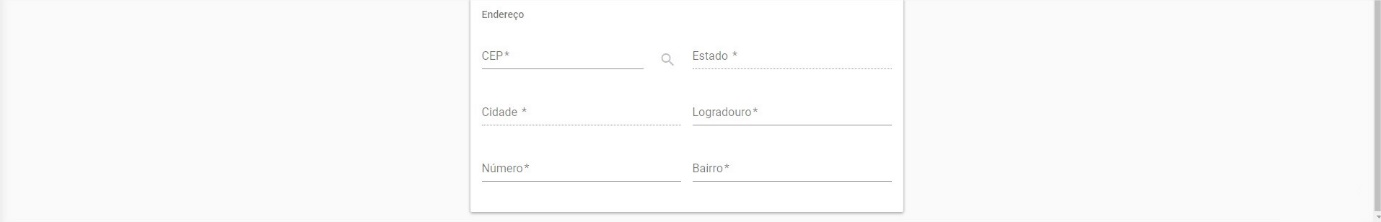 Endereço
CEP*
Estado *
Cidade *
Logradouro*
Número*
Bairro*